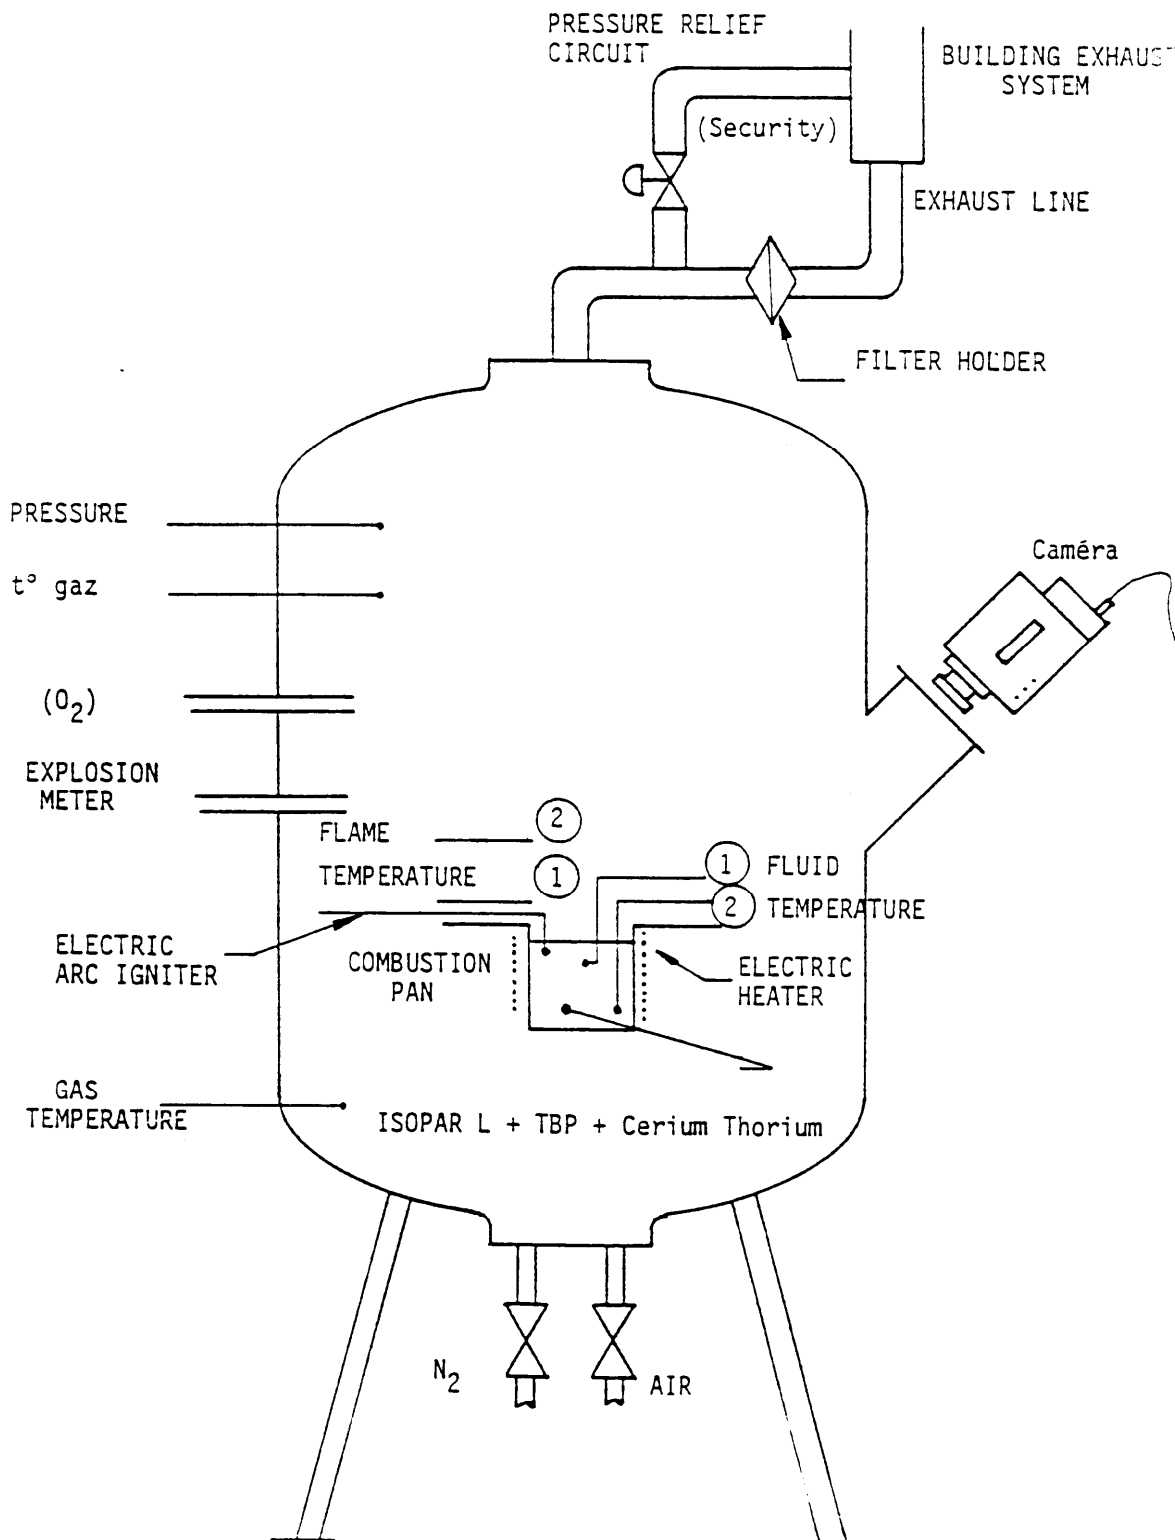 PRESSURE RELIEF
CIRCUIT
BUILDING EXHAUST
SYSTEM
(Security)
EXHAUST LINE
FILTER HOLDER
PRESSURE
t° gaz
Caméra
(O₂)
EXPLOSION
METER
FLAME
2
TEMPERATURE
1
1 FLUID
2 TEMPERATURE
ELECTRIC
ARC IGNITER
COMBUSTION
PAN
ELECTRIC
HEATER
GAS
TEMPERATURE
ISOPAR L + TBP + Cerium Thorium
N₂
AIR